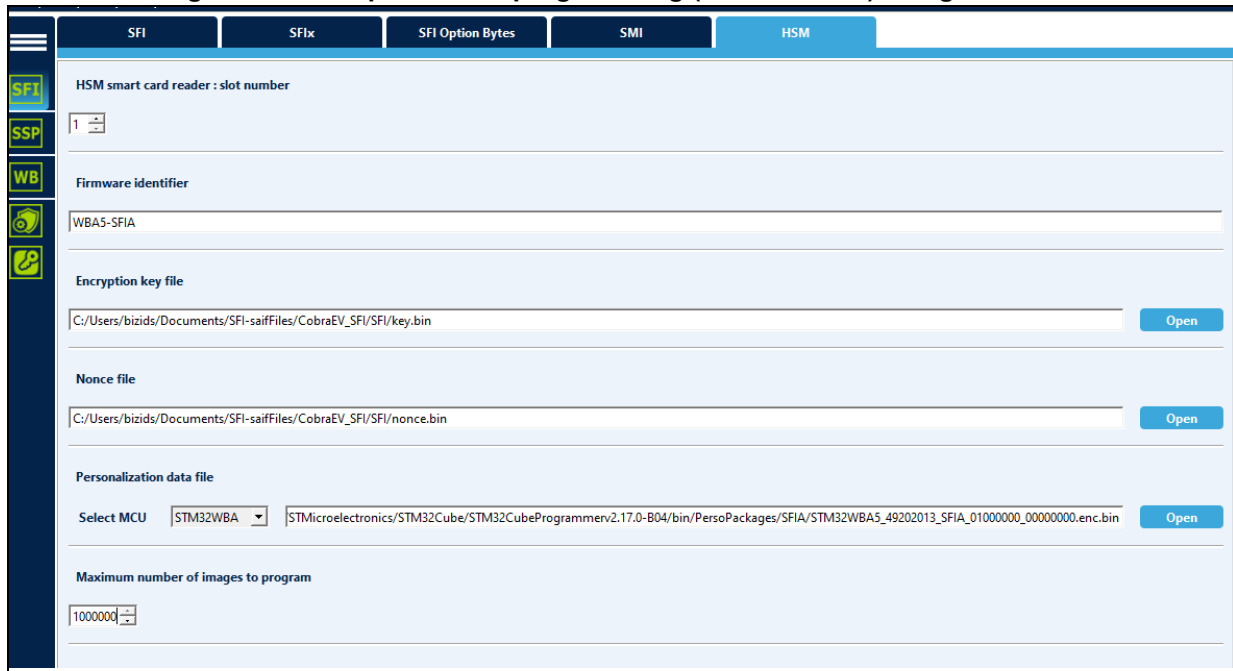 SFI SFIx SFI Option Bytes SMI HSM
SFI
SSP
WB
HSM smart card reader : slot number
1
Firmware identifier
WBA5-SFIA
Encryption key file
C:/Users/bizids/Documents/SFI-saifFiles/CobraEV_SFI/SFI/key.bin Open
Nonce file
C:/Users/bizids/Documents/SFI-saifFiles/CobraEV_SFI/SFI/nonce.bin Open
Personalization data file
Select MCU STM32WBA STMicroelectronics/STM32Cube/STM32CubeProgrammerv2.17.0-B04/bin/PersoPackages/SFIA/STM32WBA5_49202013_SFIA_01000000_00000000.enc.bin Open
Maximum number of images to program
1000000